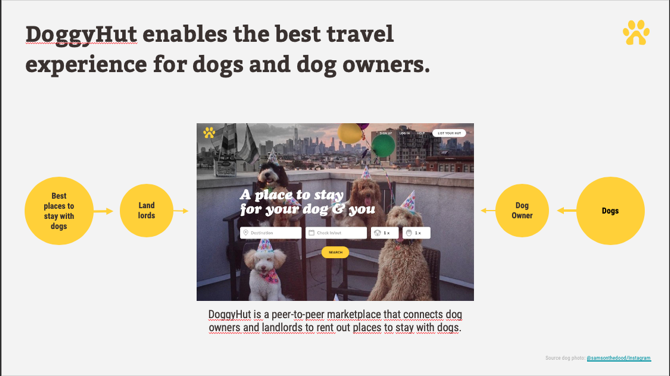 DoggyHut enables the best travel
experience for dogs and dog owners.
LOG IN
LIST YOUR HUT
Best
places to
stay with
dogs
Land
lords
A place to stay
for your dog & you
Destination
Check in/out
1 x
1 x
SEARCH
Dog
Owner
Dogs
DoggyHut is a peer-to-peer marketplace that connects dog
owners and landlords to rent out places to stay with dogs.
Source dog photo: @samsonthedood/Instagram